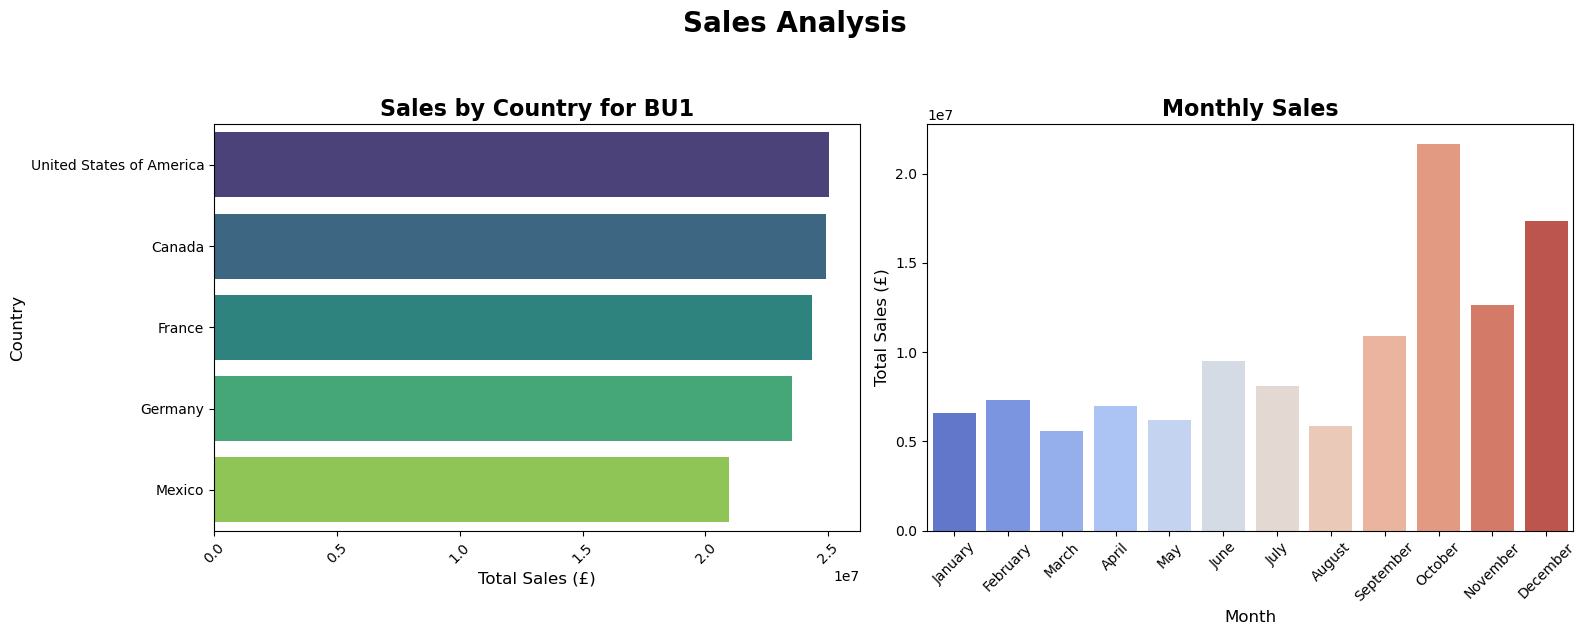 Sales Analysis
Sales by Country for BU1
Country
United States of America
Canada
France
Germany
Mexico
0.0
0.5
1.0
1.5
2.0
2.5
1e7
Total Sales (£)
Monthly Sales
1e7
Total Sales (£)
2.0
1.5
1.0
0.5
0.0
January
February
March
April
May
June
July
August
September
October
November
December
Month